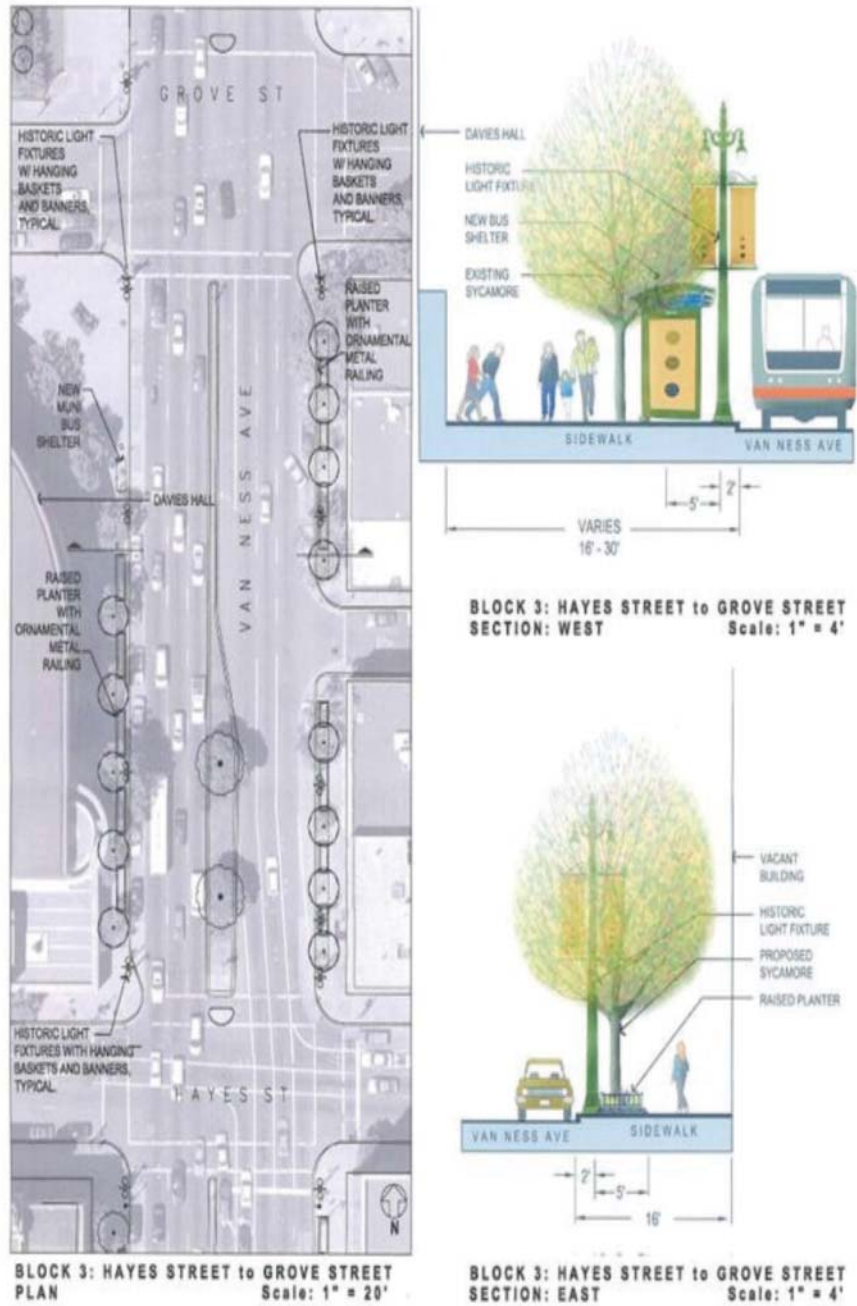 GROVE ST
HISTORIC LIGHT
FIXTURES
W/ HANGING
BASKETS
AND BANNERS,
TYPICAL.
HISTORIC LIGHT
FIXTURES
W/ HANGING
BASKETS
AND BANNERS,
TYPICAL.
RAISED
PLANTER
WITH
ORNAMENTAL
METAL
RAILING
NEW
MUNI
BUS
SHELTER
VAN NESS AVE
DAVIES HALL
RAISED
PLANTER
WITH
ORNAMENTAL
METAL
RAILING
HISTORIC LIGHT
FIXTURES WITH HANGING
BASKETS AND BANNERS,
TYPICAL.
HAYES ST
N
BLOCK 3: HAYES STREET to GROVE STREET
PLAN Scale: 1" = 20'
DAVIES HALL
HISTORIC
LIGHT FIXTURE
NEW BUS
SHELTER
EXISTING
SYCAMORE
SIDEWALK
VAN NESS AVE
2'
5'
VARIES
16' - 30'
BLOCK 3: HAYES STREET to GROVE STREET
SECTION: WEST Scale: 1" = 4'
VACANT
BUILDING
HISTORIC
LIGHT FIXTURE
PROPOSED
SYCAMORE
RAISED PLANTER
VAN NESS AVE
SIDEWALK
2'
5'
16'
BLOCK 3: HAYES STREET to GROVE STREET
SECTION: EAST Scale: 1" = 4'